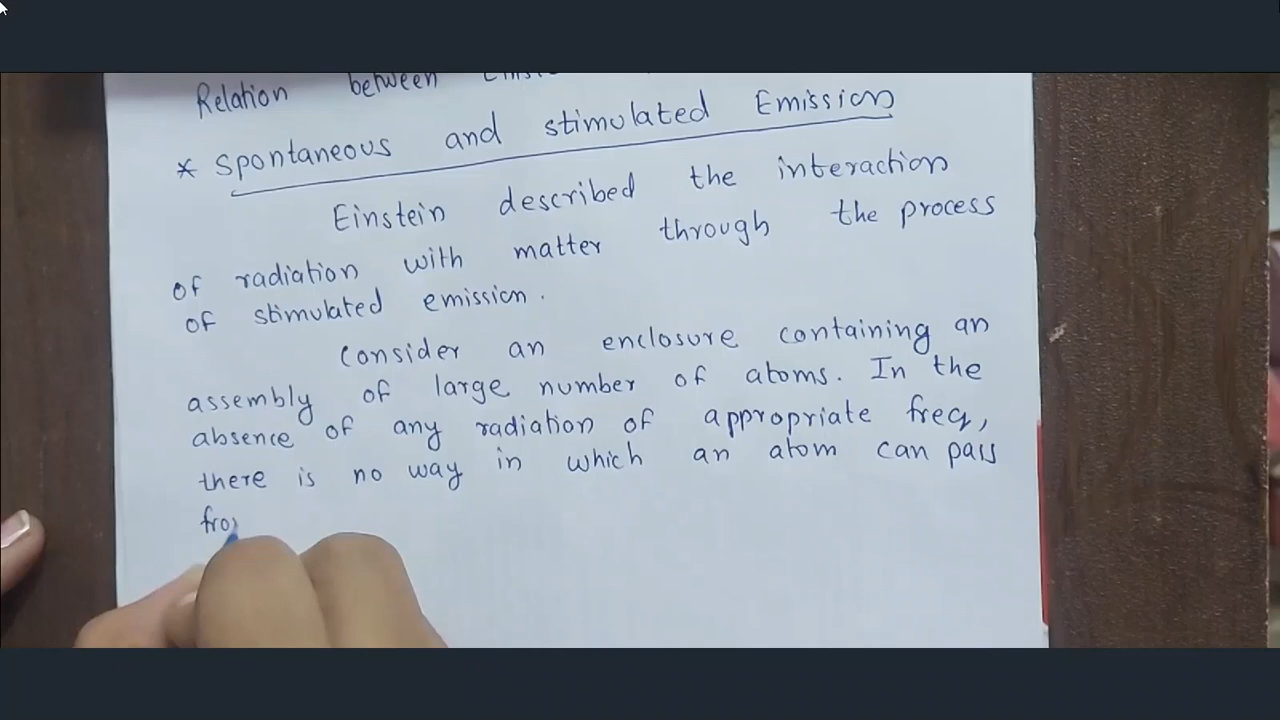 Relation between
* Spontaneous and stimulated Emission
Einstein described the interaction
of radiation with matter through the process
of stimulated emission.
Consider an enclosure containing an
assembly of large number of atoms. In the
absence of any radiation of appropriate freq,
there is no way in which an atom can pass